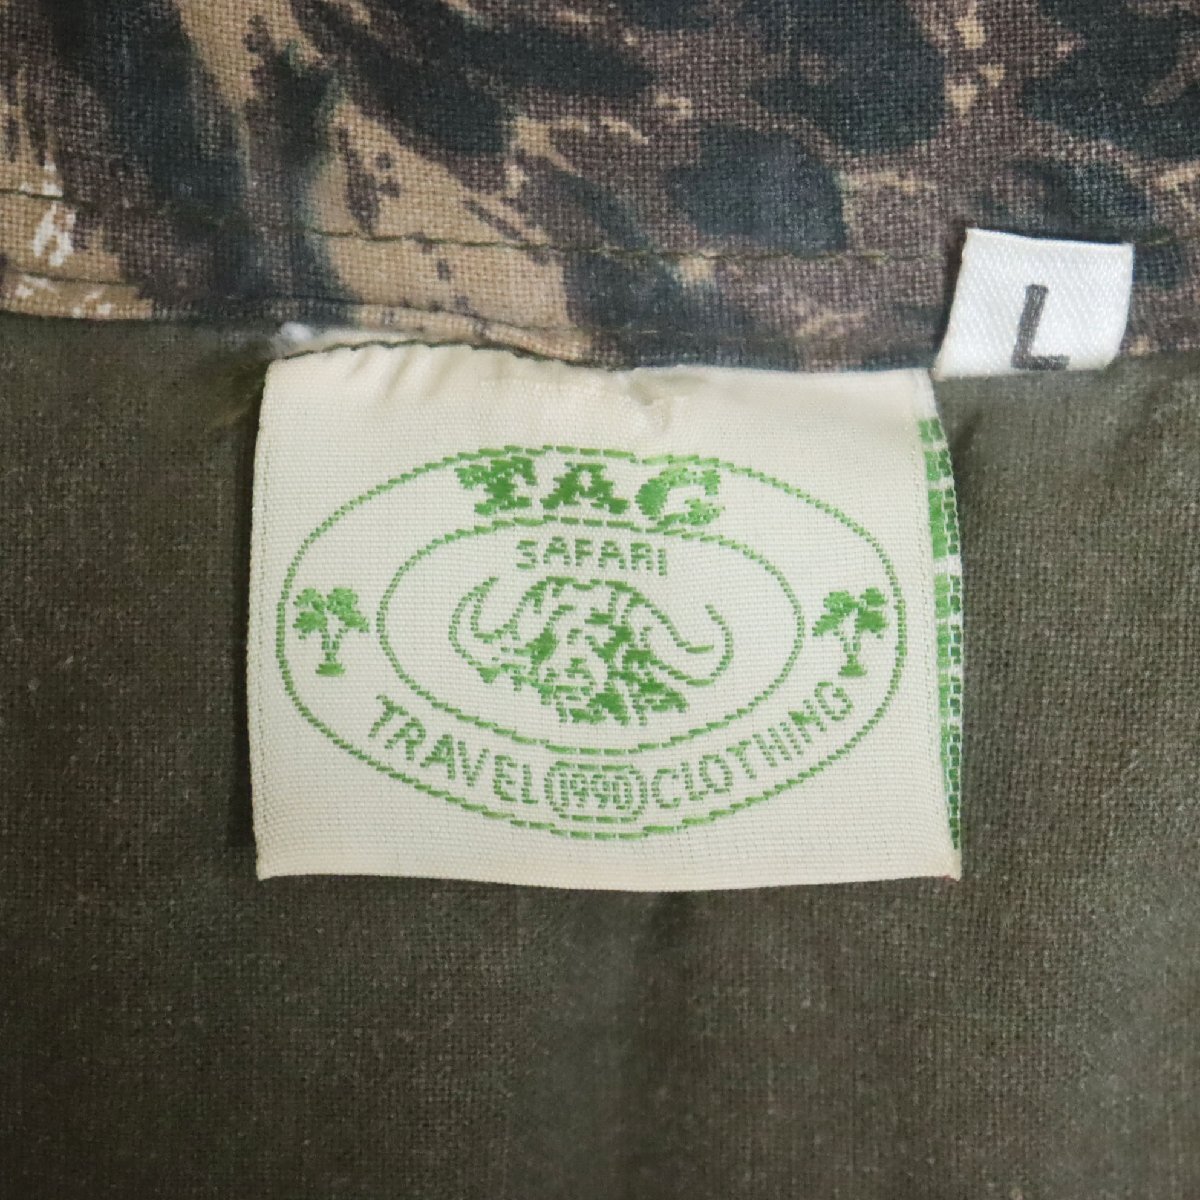 L
TAG
SAFARI
TRAVEL 1990 CLOTHING